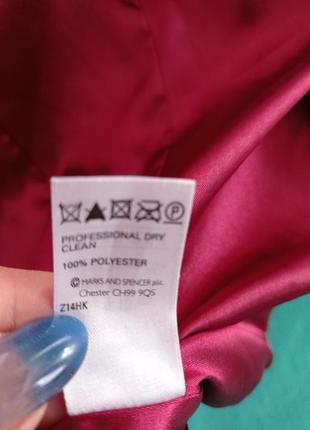 P
PROFESSIONAL DRY
CLEAN
100% POLYESTER
© MARKS AND SPENCER p.l.c.
Chester CH99 9QS
Z14HK